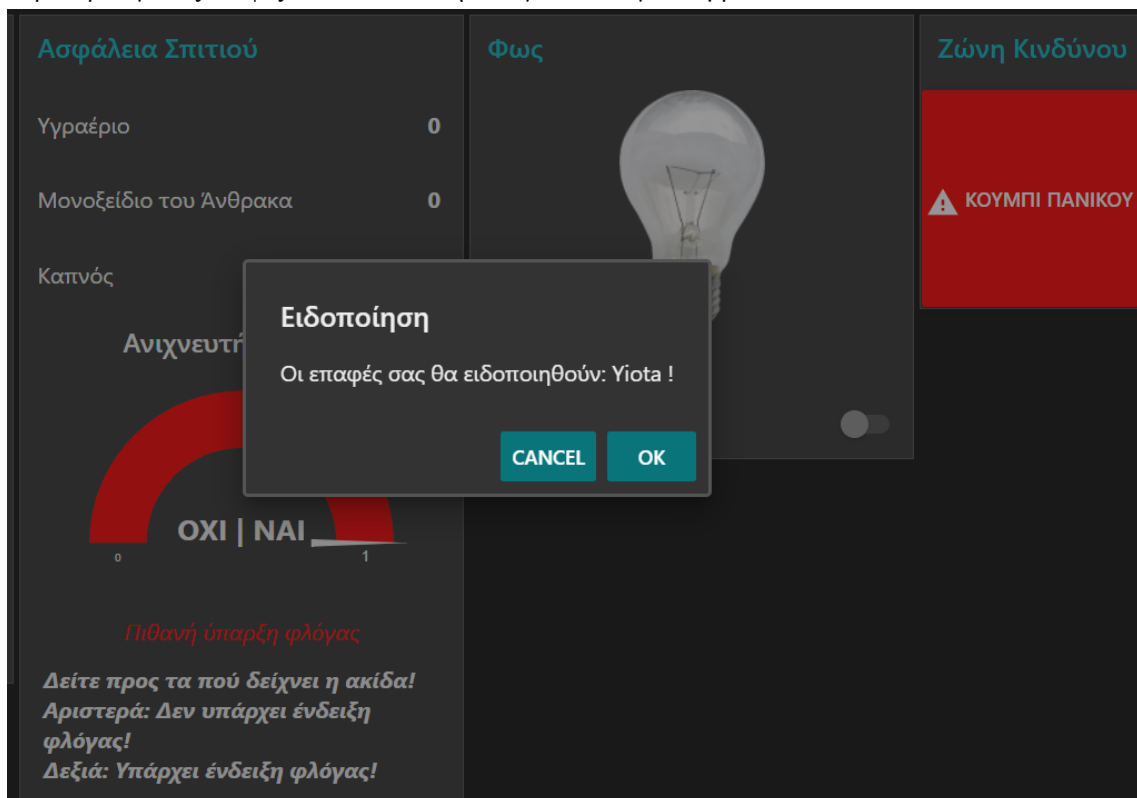 Ασφάλεια Σπιτιού
Υγραέριο 0
Μονοξείδιο του Άνθρακα 0
Καπνός
Ανιχνευτή
ΟΧΙ | ΝΑΙ
0 1
Πιθανή ύπαρξη φλόγας
Δείτε προς τα πού δείχνει η ακίδα!
Αριστερά: Δεν υπάρχει ένδειξη
φλόγας!
Δεξιά: Υπάρχει ένδειξη φλόγας!
Φως
Ειδοποίηση
Οι επαφές σας θα ειδοποιηθούν: Yiota !
CANCEL OK
Ζώνη Κινδύνου
ΚΟΥΜΠΙ ΠΑΝΙΚΟΥ